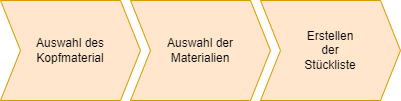 Auswahl des
Kopfmaterial
Auswahl der
Materialien
Erstellen
der
Stückliste